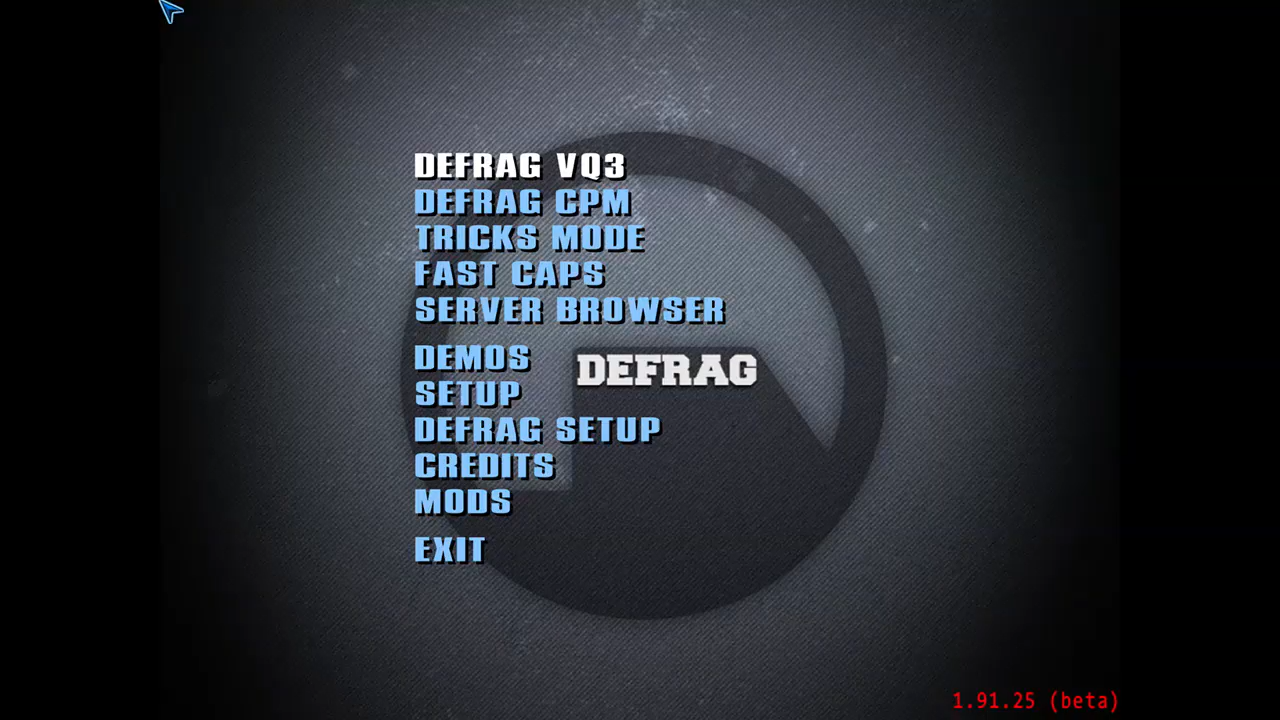 DEFRAG VQ3
DEFRAG CPM
TRICKS MODE
FAST CAPS
SERVER BROWSER
DEMOS
DEFRAG
SETUP
DEFRAG SETUP
CREDITS
MODS
EXIT
1.91.25 (beta)